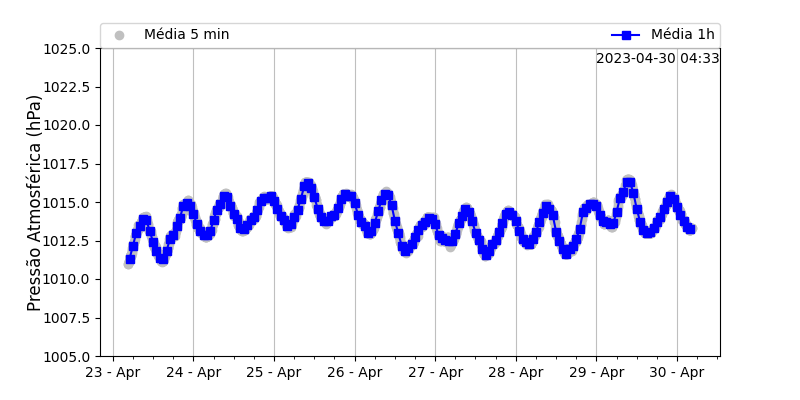 Média 5 min
Média 1h
2023-04-30 04:33
Pressão Atmosférica (hPa)
1025.0
1022.5
1020.0
1017.5
1015.0
1012.5
1010.0
1007.5
1005.0
23 - Apr
24 - Apr
25 - Apr
26 - Apr
27 - Apr
28 - Apr
29 - Apr
30 - Apr